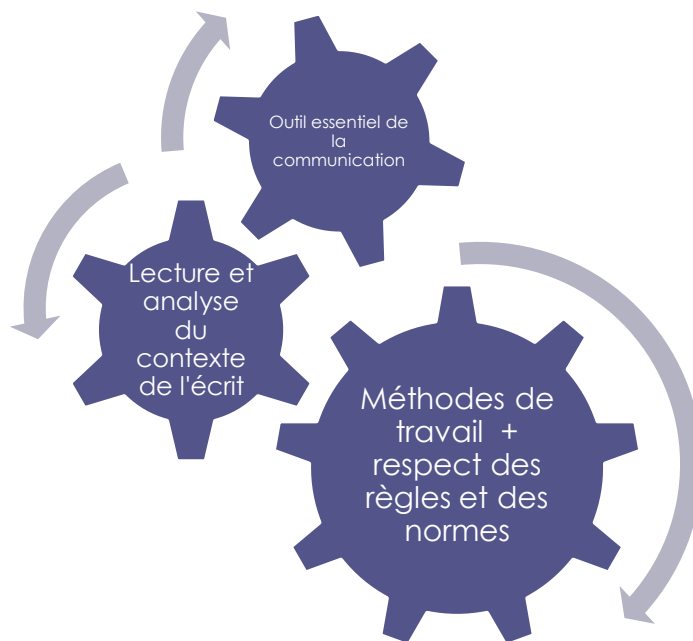 Outil essentiel de
la
communication
Lecture et
analyse
du
contexte
de l'écrit
Méthodes de
travail +
respect des
règles et des
normes